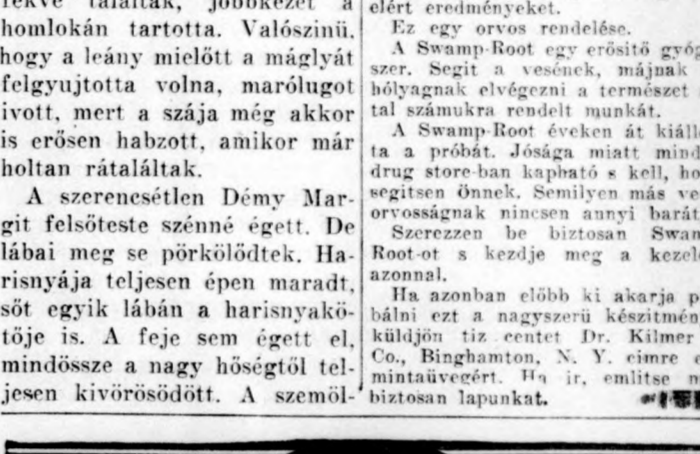 találtak, jobbkezét a
homlokán tartotta. Valószinü,
hogy a leány mielőtt a máglyát
felgyujtotta volna, marólugot
ivott, mert a szája még akkor
is erősen habzott, amikor már
holtan rátaláltak.
A szerencsétlen Démy Mar-
git felsőteste szénné égett. De
lábai meg se pörkölődtek. Ha-
risnyája teljesen épen maradt,
sőt egyik lábán a harisnyakö-
tője is. A feje sem égett el,
mindössze a nagy hőségtől tel-
jesen kivörösödött. A szemöl-
elért eredményeket.
Ez egy orvos rendelése.
A Swamp-Root egy erősitő gyóg
szer. Segit a vesének, májnak
hólyagnak elvégezni a természet
tal számukra rendelt munkát.
A Swamp-Root éveken át kiáll
ta a próbát. Jósága miatt mind
drug store-ban kapható s kell, ho
segitsen Önnek. Semilyen más ve
orvosságnak nincsen annyi barát
Szerezzen be biztosan Swam
Root-ot s kezdje meg a kezel
azonnal.
Ha azonban előbb ki akarja p
bálni ezt a nagyszerü készitmén
küldjön tiz centet Dr. Kilmer
Co., Binghamton, N. Y. cimre
mintaüvegért. Ha ir, emlitse
biztosan lapunkat.